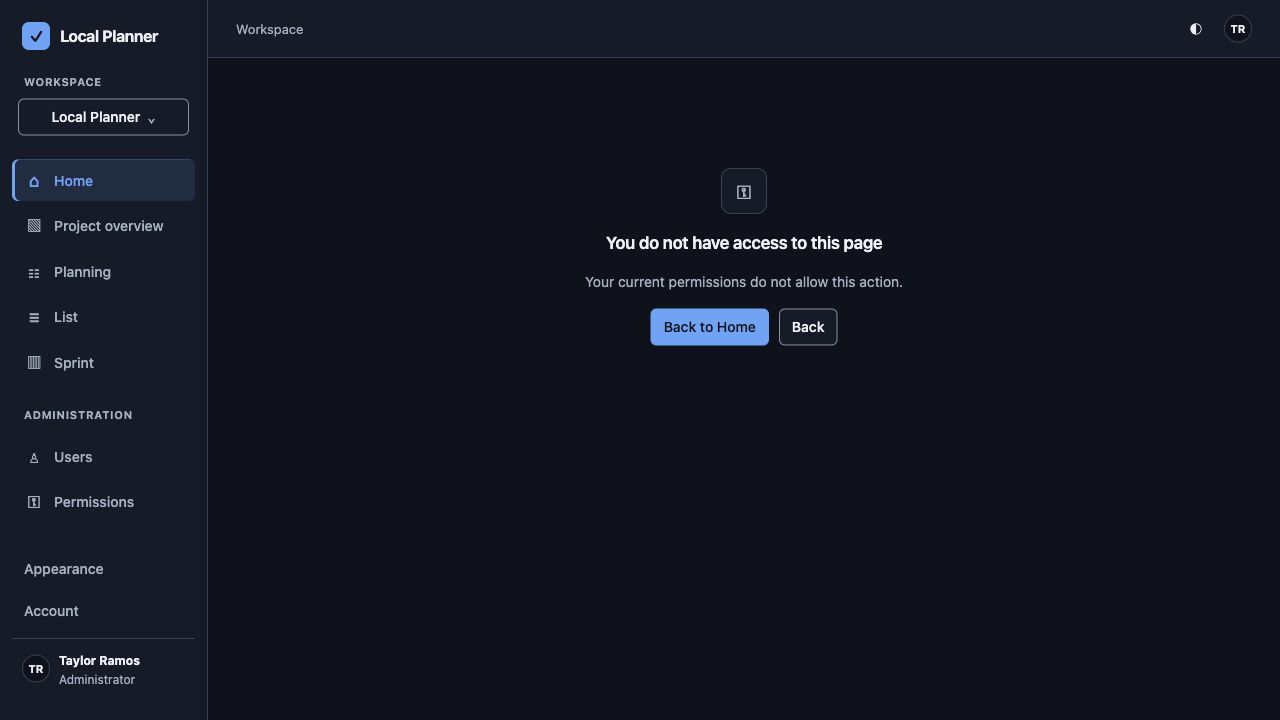 Local Planner
WORKSPACE
Local Planner
Home
Project overview
Planning
List
Sprint
ADMINISTRATION
Users
Permissions
Appearance
Account
TR
Taylor Ramos
Administrator
Workspace
TR
You do not have access to this page
Your current permissions do not allow this action.
Back to Home
Back